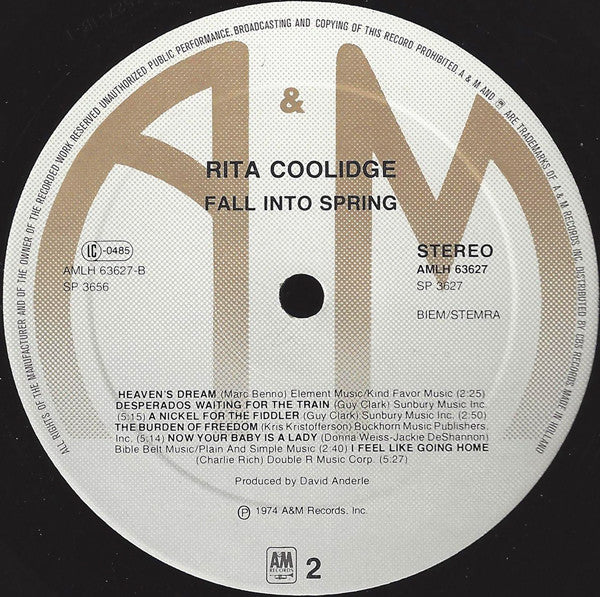 ALL RIGHTS OF THE MANUFACTURER AND OF THE OWNER OF THE RECORDED WORK RESERVED UNAUTHORIZED PUBLIC PERFORMANCE, BROADCASTING AND COPYING OF THIS RECORD PROHIBITED. A & M AND ARE TRADEMARKS OF A & M RECORDS INC. DISTRIBUTED BY CBS RECORDS. MADE IN HOLLAND
A & M
RITA COOLIDGE
FALL INTO SPRING
LC-0485
AMLH 63627-B
SP 3656
STEREO
AMLH 63627
SP 3627
BIEM/STEMRA
HEAVEN'S DREAM (Marc Benno) Element Music/Kind Favor Music (2:25)
DESPERADOS WAITING FOR THE TRAIN (Guy Clark) Sunbury Music Inc.
(5:15) A NICKEL FOR THE FIDDLER (Guy Clark) Sunbury Music Inc. (2:50)
THE BURDEN OF FREEDOM (Kris Kristofferson) Buckhorn Music Publishers.
Inc. (5:14) NOW YOUR BABY IS A LADY (Donna Weiss-Jackie DeShannon)
Bible Belt Music/Plain And Simple Music (2:40) I FEEL LIKE GOING HOME
(Charlie Rich) Double R Music Corp. (5:27)
Produced by David Anderle
℗ 1974 A&M Records, Inc.
A&M
RECORDS
2